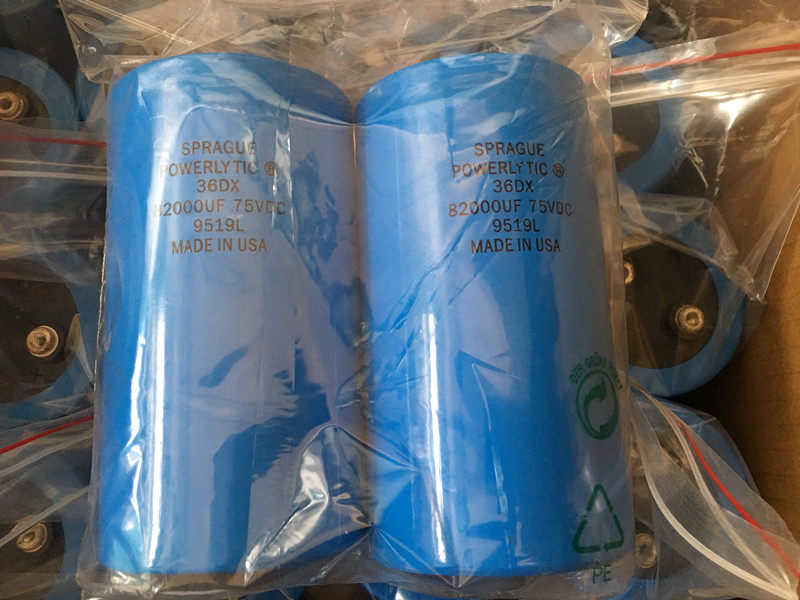 SPRAGUE
POWERLYTIC ®
36DX
82000UF 75VDC
9519L
MADE IN USA
SPRAGUE
POWERLYTIC ®
36DX
82000UF 75VDC
9519L
MADE IN USA
DER GRÜNE PUNKT
PE